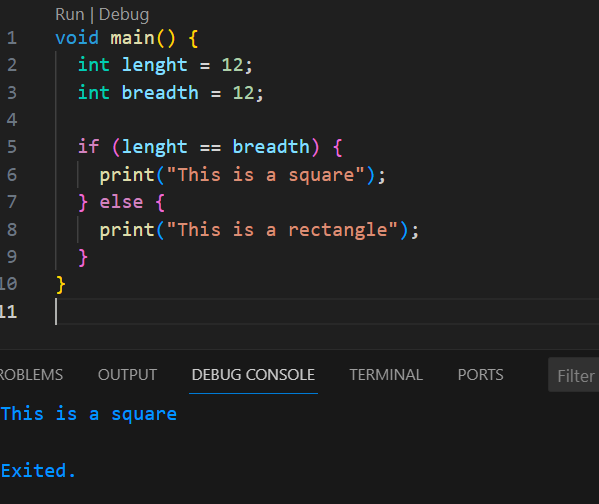 Run | Debug
1 void main() {
2 int lenght = 12;
3 int breadth = 12;
4
5 if (lenght == breadth) {
6 print("This is a square");
7 } else {
8 print("This is a rectangle");
9 }
10 }
11
ROBLEMS OUTPUT DEBUG CONSOLE TERMINAL PORTS Filter
This is a square
Exited.